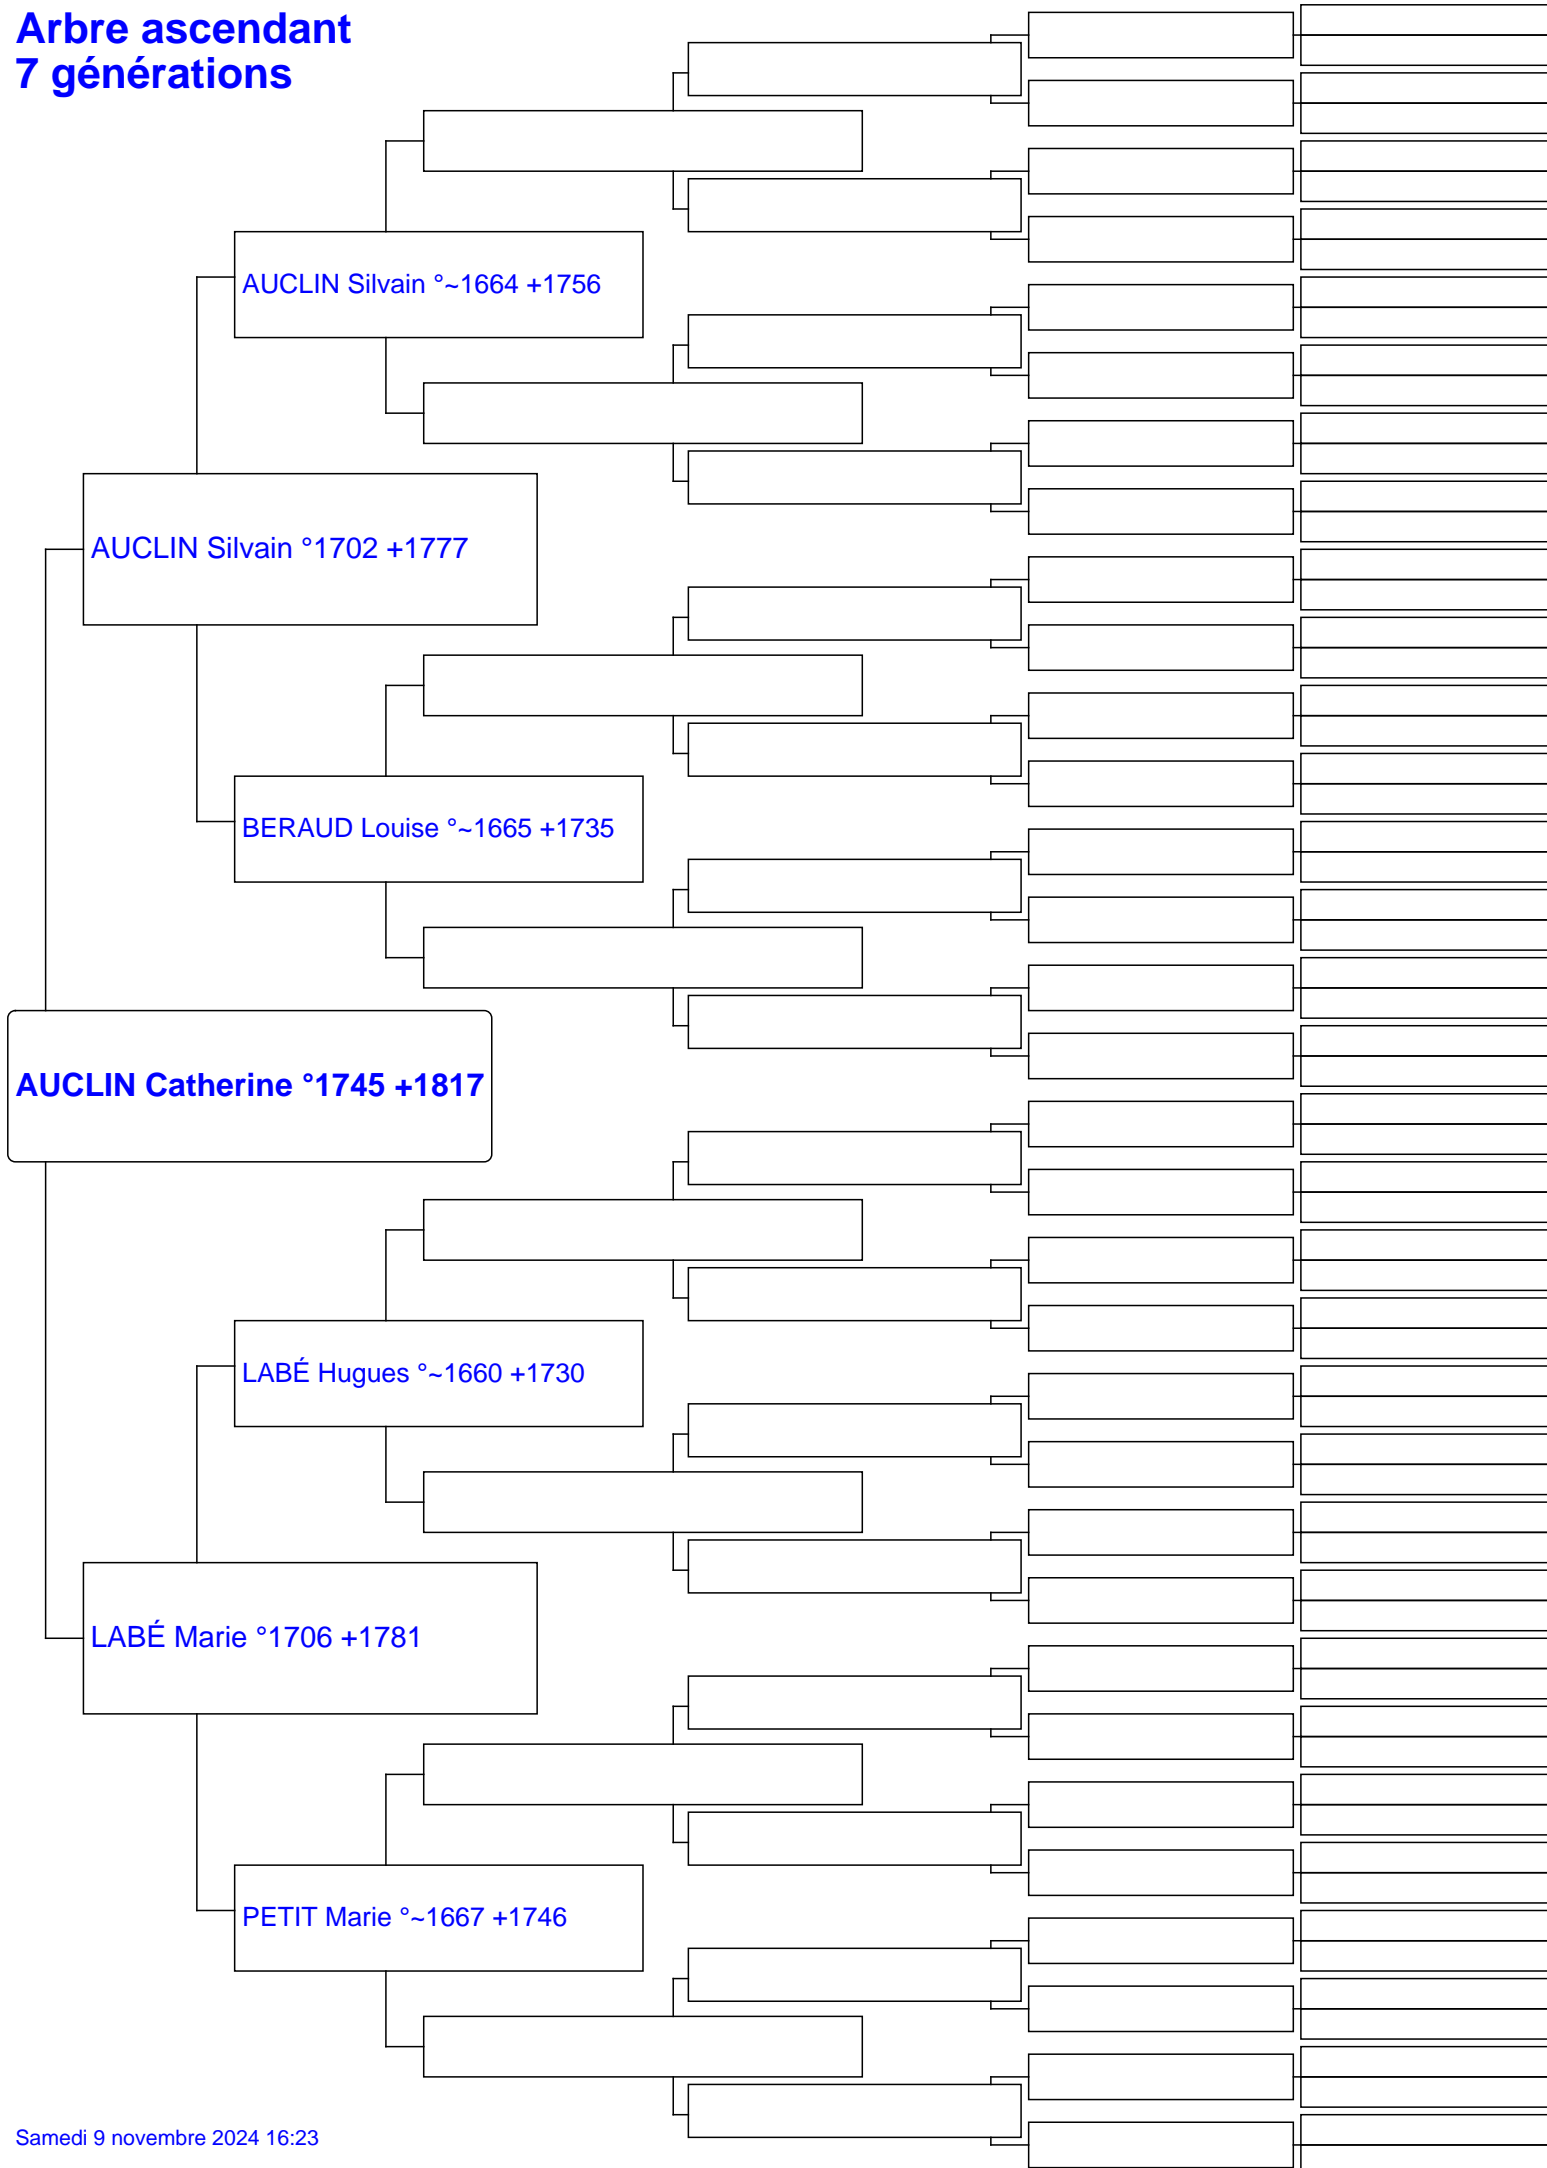 Arbre ascendant
7 générations
AUCLIN Silvain °~1664 +1756
AUCLIN Silvain °1702 +1777
BERAUD Louise °~1665 +1735
AUCLIN Catherine °1745 +1817
LABÉ Hugues °~1660 +1730
LABÉ Marie °1706 +1781
PETIT Marie °~1667 +1746
Samedi 9 novembre 2024 16:23